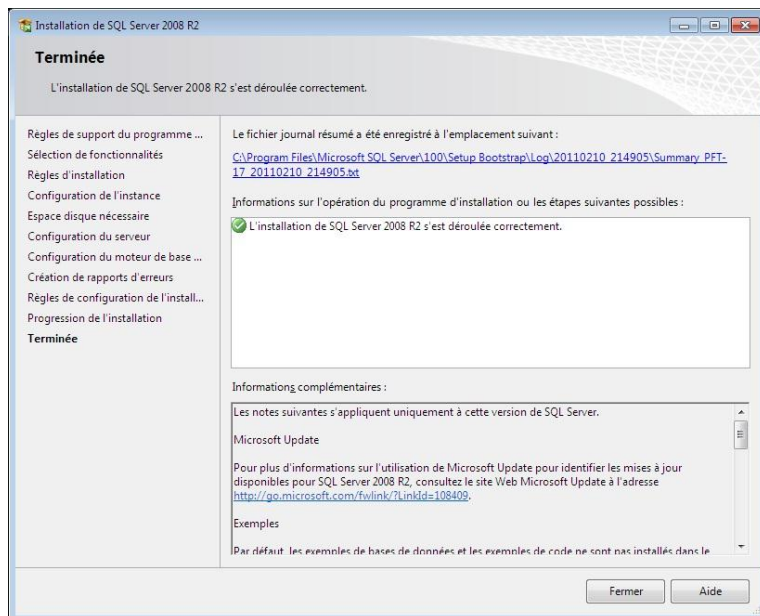 Installation de SQL Server 2008 R2
Terminée
L'installation de SQL Server 2008 R2 s'est déroulée correctement.
Règles de support du programme ...
Sélection de fonctionnalités
Règles d'installation
Configuration de l'instance
Espace disque nécessaire
Configuration du serveur
Configuration du moteur de base ...
Création de rapports d'erreurs
Règles de configuration de l'install...
Progression de l'installation
Terminée
Le fichier journal résumé a été enregistré à l'emplacement suivant :
C:\Program Files\Microsoft SQL Server\100\Setup Bootstrap\Log\20110210_214905\Summary_PFT-
17_20110210_214905.txt
Informations sur l'opération du programme d'installation ou les étapes suivantes possibles :
L'installation de SQL Server 2008 R2 s'est déroulée correctement.
Informations complémentaires :
Les notes suivantes s'appliquent uniquement à cette version de SQL Server.
Microsoft Update
Pour plus d'informations sur l'utilisation de Microsoft Update pour identifier les mises à jour
disponibles pour SQL Server 2008 R2, consultez le site Web Microsoft Update à l'adresse
http://go.microsoft.com/fwlink/?LinkId=108409.
Exemples
Par défaut, les exemples de bases de données et les exemples de code ne sont pas installés dans le
Fermer
Aide